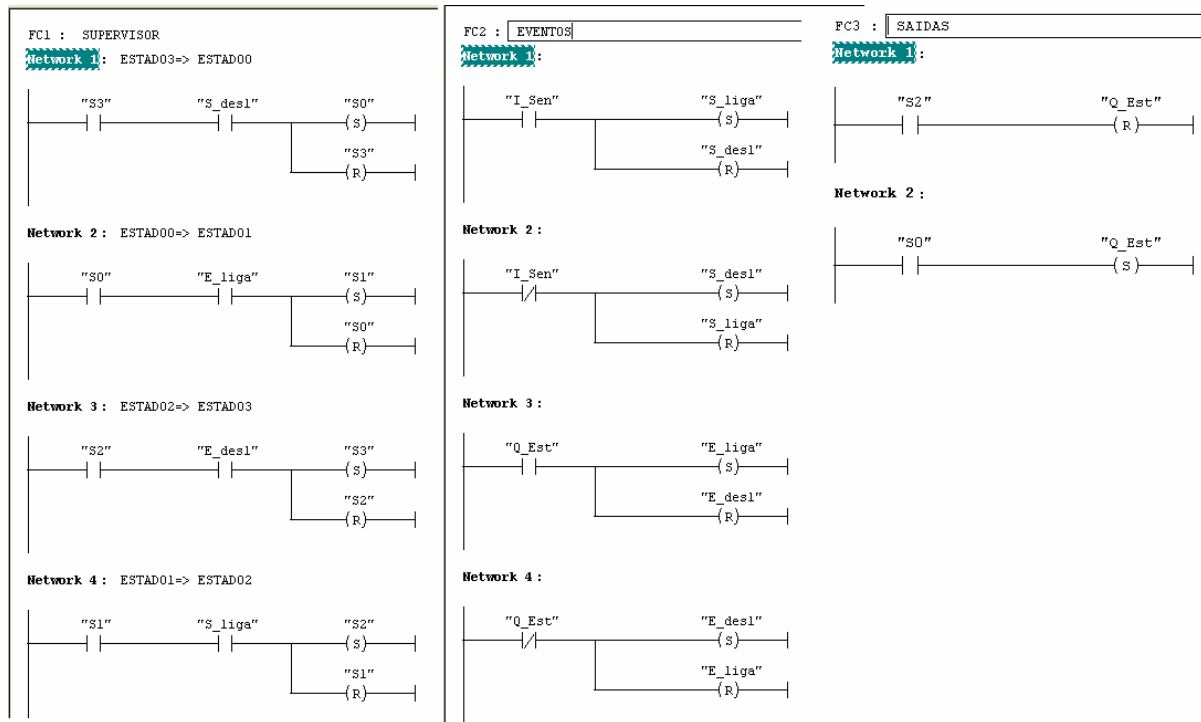 FC1 : SUPERVISOR
Network 1: ESTADO3=> ESTADO0
"S3" "S_desl" "S0"
( S )
"S3"
( R )
Network 2: ESTADO0=> ESTADO1
"S0" "E_liga" "S1"
( S )
"S0"
( R )
Network 3: ESTADO2=> ESTADO3
"S2" "E_desl" "S3"
( S )
"S2"
( R )
Network 4: ESTADO1=> ESTADO2
"S1" "S_liga" "S2"
( S )
"S1"
( R )
FC2 : EVENTOS
Network 1:
"I_Sen" "S_liga"
( S )
"S_desl"
( R )
Network 2:
"I_Sen" "S_desl"
( S )
"S_liga"
( R )
Network 3:
"Q_Est" "E_liga"
( S )
"E_desl"
( R )
Network 4:
"Q_Est" "E_desl"
( S )
"E_liga"
( R )
FC3 : SAIDAS
Network 1:
"S2" "Q_Est"
( R )
Network 2:
"S0" "Q_Est"
( S )